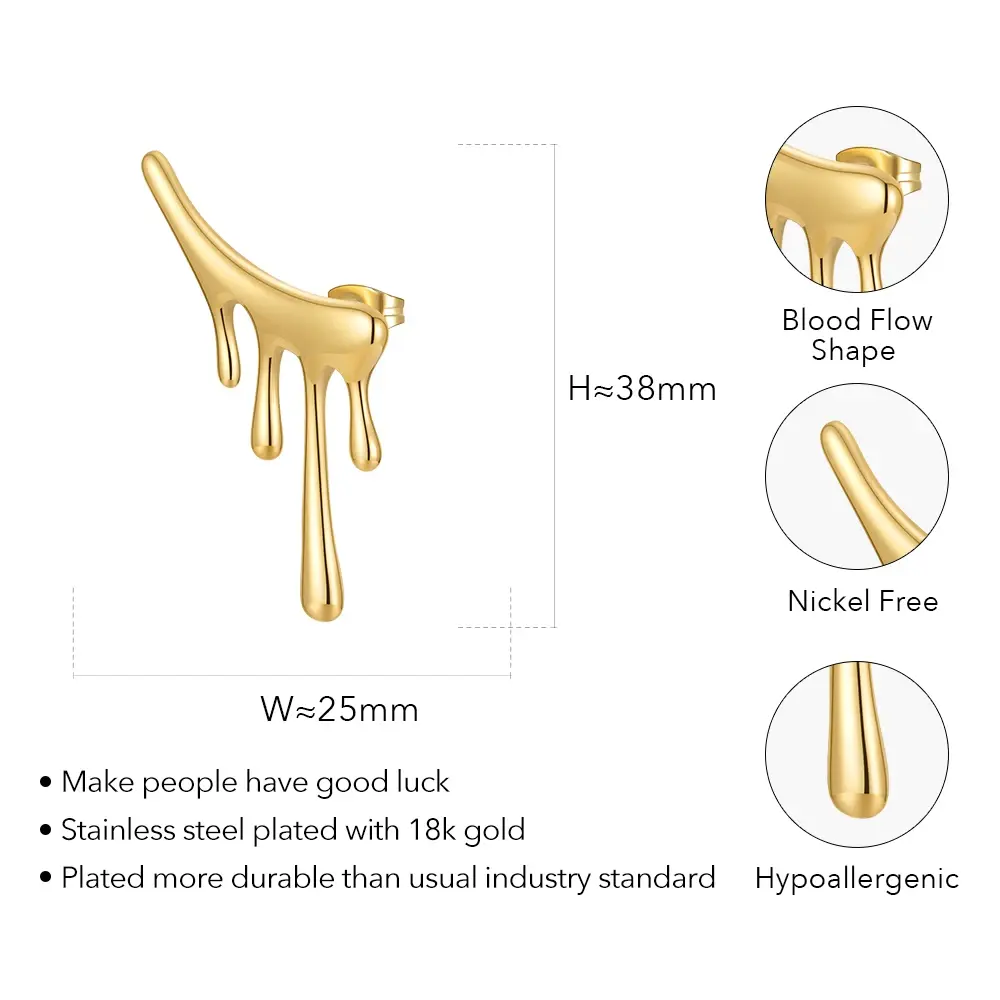 H≈38mm
W≈25mm
• Make people have good luck
• Stainless steel plated with 18k gold
• Plated more durable than usual industry standard
Blood Flow
Shape
Nickel Free
Hypoallergenic